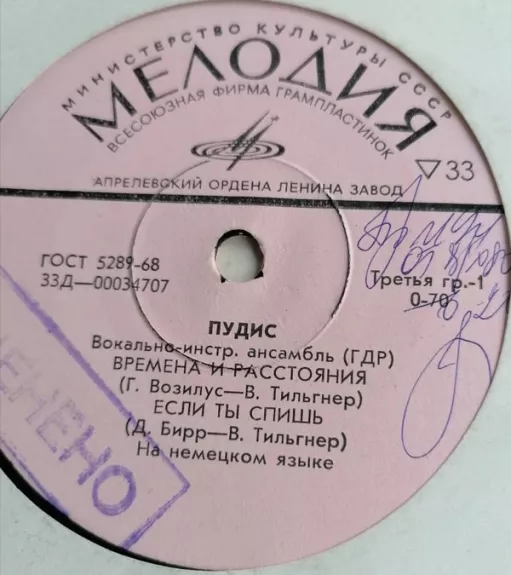 МИНИСТЕРСТВО КУЛЬТУРЫ СССР
МЕЛОДИЯ
ВСЕСОЮЗНАЯ ФИРМА ГРАМПЛАСТИНОК
▽33
АПРЕЛЕВСКИЙ ОРДЕНА ЛЕНИНА ЗАВОД
ГОСТ 5289-68
33Д—00034707
Третья гр.-1
0-70
ПУДИС
Вокально-инстр. ансамбль (ГДР)
ВРЕМЕНА И РАССТОЯНИЯ
(Г. Возилус—В. Тильгнер)
ЕСЛИ ТЫ СПИШЬ
(Д. Бирр—В. Тильгнер)
На немецком языке
ЕНЕНО